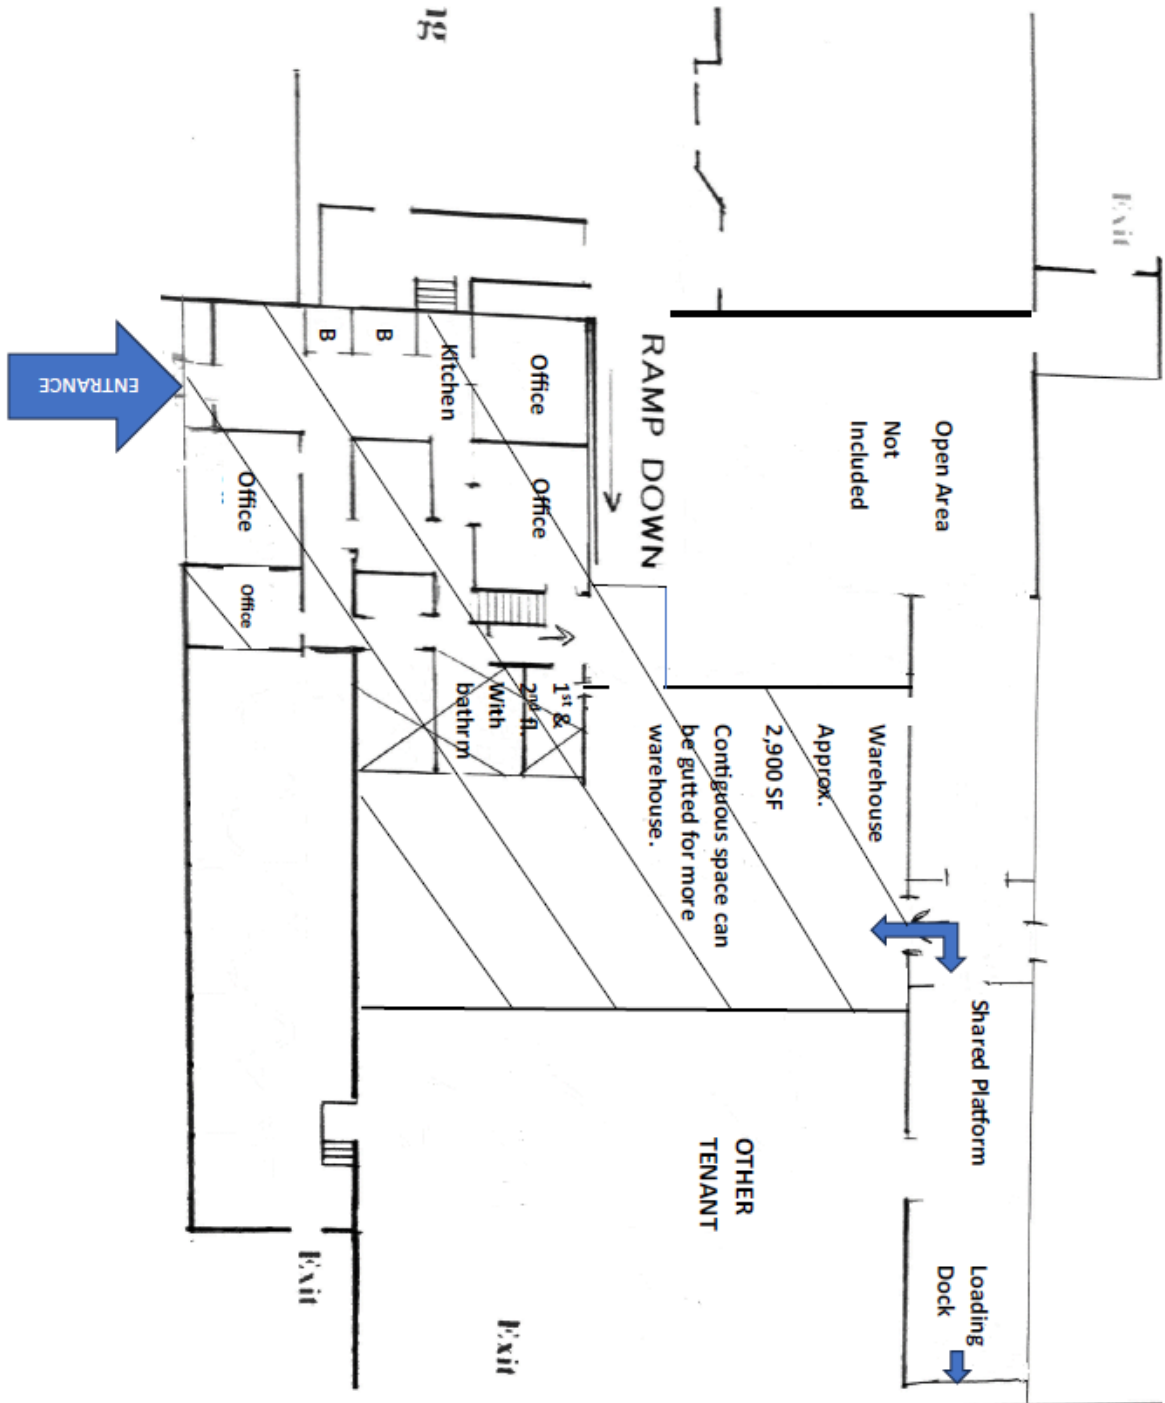 ng
Exit
ENTRANCE
B
B
Kitchen
Office
Office
Office
Office
RAMP DOWN
Open Area
Not
Included
1st &
2nd fl.
With
bathrm
Warehouse
Approx.
2,900 SF
Contiguous space can
be gutted for more
warehouse.
Shared Platform
OTHER
TENANT
Loading
Dock
Exit
Exit